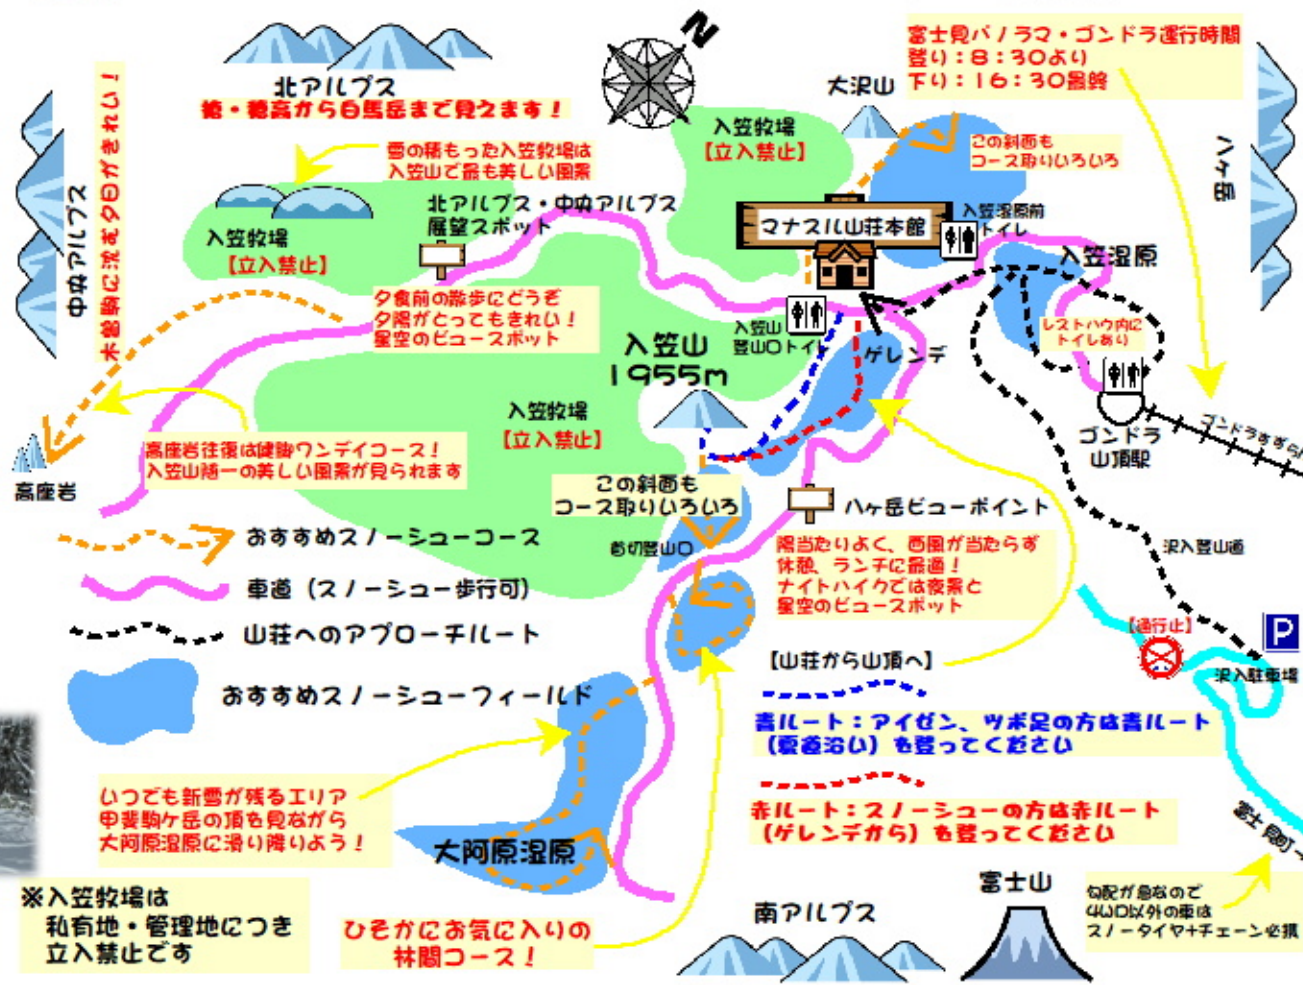 N
富士見パノラマ・ゴンドラ運行時間
登り：8：30より
下り：16：30最終
北アルプス
槍・穂高から白馬岳まで見えます！
大沢山
入笠牧場
【立入禁止】
この斜面も
コース取りいろいろ
八ヶ岳
中央アルプス
木曽駒に沈む夕日がきれい！
雪の積もった入笠牧場は
入笠山で最も美しい風景
北アルプス・中央アルプス
展望スポット
マナスル山荘本館
入笠湿原前
トイレ
入笠湿原
入笠牧場
【立入禁止】
夕食前の散歩にどうぞ
夕陽がとってもきれい！
星空のビュースポット
入笠山
登山口トイレ
レストハウ内に
トイレあり
ゲレンデ
入笠山
1955m
入笠牧場
【立入禁止】
ゴンドラ
山頂駅
ゴンドラすずらん
高座岩往復は健脚ワンデイコース！
入笠山随一の美しい風景が見られます
高座岩
この斜面も
コース取りいろいろ
八ヶ岳ビューポイント
首切登山口
陽当たりよく、西風が当たらず
休憩、ランチに最適！
ナイトハイクでは夜景と
星空のビュースポット
沢入登山道
おすすめスノーシューコース
車道（スノーシュー歩行可）
山荘へのアプローチルート
おすすめスノーシューフィールド
【通行止】
P
沢入駐車場
【山荘から山頂へ】
青ルート：アイゼン、ツボ足の方は青ルート
（夏道沿い）を登ってください
赤ルート：スノーシューの方は赤ルート
（ゲレンデから）を登ってください
いつでも新雪が残るエリア
甲斐駒ケ岳の頂を見ながら
大阿原湿原に滑り降りよう！
大阿原湿原
富士見町→
※入笠牧場は
私有地・管理地につき
立入禁止です
ひそかにお気に入りの
林間コース！
南アルプス
富士山
勾配が急なので
4WD以外の車は
スノータイヤ+チェーン必携